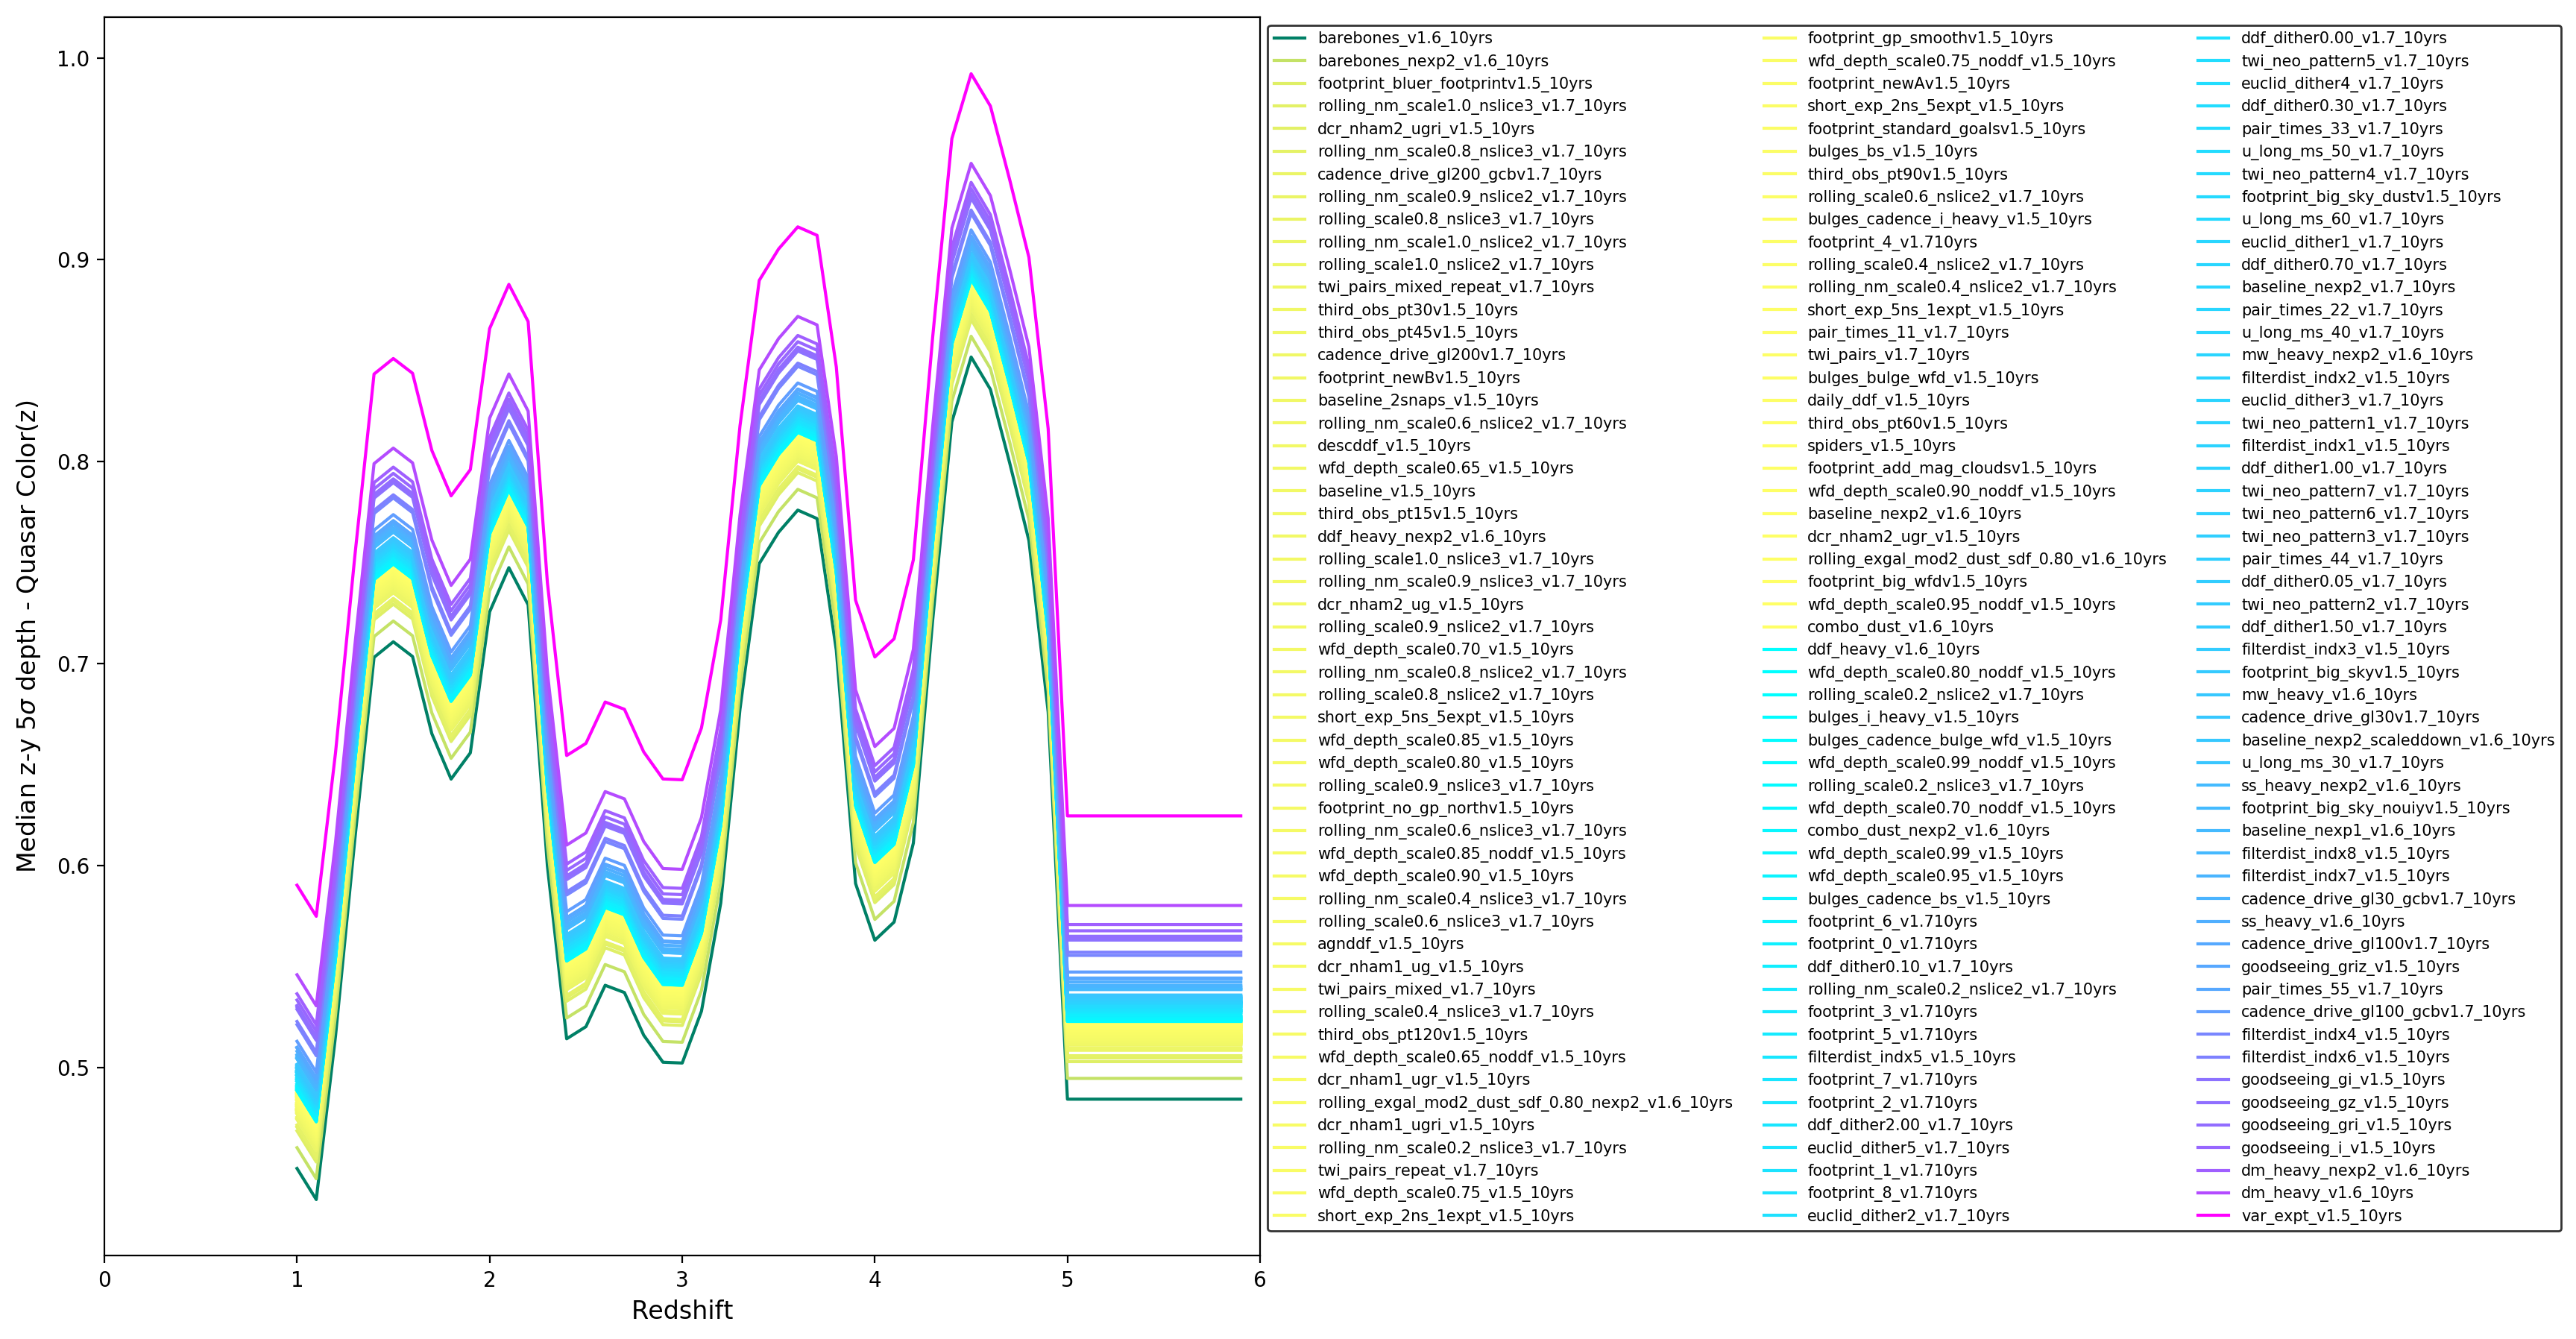 1.0
0.9
0.8
0.7
0.6
0.5
Median z-y 5σ depth - Quasar Color(z)
0 1 2 3 4 5 6
Redshift
barebones_v1.6_10yrs
barebones_nexp2_v1.6_10yrs
footprint_bluer_footprintv1.5_10yrs
rolling_nm_scale1.0_nslice3_v1.7_10yrs
dcr_nham2_ugri_v1.5_10yrs
rolling_nm_scale0.8_nslice3_v1.7_10yrs
cadence_drive_gl200_gcbv1.7_10yrs
rolling_nm_scale0.9_nslice2_v1.7_10yrs
rolling_scale0.8_nslice3_v1.7_10yrs
rolling_nm_scale1.0_nslice2_v1.7_10yrs
rolling_scale1.0_nslice2_v1.7_10yrs
twi_pairs_mixed_repeat_v1.7_10yrs
third_obs_pt30v1.5_10yrs
third_obs_pt45v1.5_10yrs
cadence_drive_gl200v1.7_10yrs
footprint_newBv1.5_10yrs
baseline_2snaps_v1.5_10yrs
rolling_nm_scale0.6_nslice2_v1.7_10yrs
descddf_v1.5_10yrs
wfd_depth_scale0.65_v1.5_10yrs
baseline_v1.5_10yrs
third_obs_pt15v1.5_10yrs
ddf_heavy_nexp2_v1.6_10yrs
rolling_scale1.0_nslice3_v1.7_10yrs
rolling_nm_scale0.9_nslice3_v1.7_10yrs
dcr_nham2_ug_v1.5_10yrs
rolling_scale0.9_nslice2_v1.7_10yrs
wfd_depth_scale0.70_v1.5_10yrs
rolling_nm_scale0.8_nslice2_v1.7_10yrs
rolling_scale0.8_nslice2_v1.7_10yrs
short_exp_5ns_5expt_v1.5_10yrs
wfd_depth_scale0.85_v1.5_10yrs
wfd_depth_scale0.80_v1.5_10yrs
rolling_scale0.9_nslice3_v1.7_10yrs
footprint_no_gp_northv1.5_10yrs
rolling_nm_scale0.6_nslice3_v1.7_10yrs
wfd_depth_scale0.85_noddf_v1.5_10yrs
wfd_depth_scale0.90_v1.5_10yrs
rolling_nm_scale0.4_nslice3_v1.7_10yrs
rolling_scale0.6_nslice3_v1.7_10yrs
agnddf_v1.5_10yrs
dcr_nham1_ug_v1.5_10yrs
twi_pairs_mixed_v1.7_10yrs
rolling_scale0.4_nslice3_v1.7_10yrs
third_obs_pt120v1.5_10yrs
wfd_depth_scale0.65_noddf_v1.5_10yrs
dcr_nham1_ugr_v1.5_10yrs
rolling_exgal_mod2_dust_sdf_0.80_nexp2_v1.6_10yrs
dcr_nham1_ugri_v1.5_10yrs
rolling_nm_scale0.2_nslice3_v1.7_10yrs
twi_pairs_repeat_v1.7_10yrs
wfd_depth_scale0.75_v1.5_10yrs
short_exp_2ns_1expt_v1.5_10yrs
footprint_gp_smoothv1.5_10yrs
wfd_depth_scale0.75_noddf_v1.5_10yrs
footprint_newAv1.5_10yrs
short_exp_2ns_5expt_v1.5_10yrs
footprint_standard_goalsv1.5_10yrs
bulges_bs_v1.5_10yrs
third_obs_pt90v1.5_10yrs
rolling_scale0.6_nslice2_v1.7_10yrs
bulges_cadence_i_heavy_v1.5_10yrs
footprint_4_v1.710yrs
rolling_scale0.4_nslice2_v1.7_10yrs
rolling_nm_scale0.4_nslice2_v1.7_10yrs
short_exp_5ns_1expt_v1.5_10yrs
pair_times_11_v1.7_10yrs
twi_pairs_v1.7_10yrs
bulges_bulge_wfd_v1.5_10yrs
daily_ddf_v1.5_10yrs
third_obs_pt60v1.5_10yrs
spiders_v1.5_10yrs
footprint_add_mag_cloudsv1.5_10yrs
wfd_depth_scale0.90_noddf_v1.5_10yrs
baseline_nexp2_v1.6_10yrs
dcr_nham2_ugr_v1.5_10yrs
rolling_exgal_mod2_dust_sdf_0.80_v1.6_10yrs
footprint_big_wfdv1.5_10yrs
wfd_depth_scale0.95_noddf_v1.5_10yrs
combo_dust_v1.6_10yrs
ddf_heavy_v1.6_10yrs
wfd_depth_scale0.80_noddf_v1.5_10yrs
rolling_scale0.2_nslice2_v1.7_10yrs
bulges_i_heavy_v1.5_10yrs
bulges_cadence_bulge_wfd_v1.5_10yrs
wfd_depth_scale0.99_noddf_v1.5_10yrs
rolling_scale0.2_nslice3_v1.7_10yrs
wfd_depth_scale0.70_noddf_v1.5_10yrs
combo_dust_nexp2_v1.6_10yrs
wfd_depth_scale0.99_v1.5_10yrs
wfd_depth_scale0.95_v1.5_10yrs
bulges_cadence_bs_v1.5_10yrs
footprint_6_v1.710yrs
footprint_0_v1.710yrs
ddf_dither0.10_v1.7_10yrs
rolling_nm_scale0.2_nslice2_v1.7_10yrs
footprint_3_v1.710yrs
footprint_5_v1.710yrs
filterdist_indx5_v1.5_10yrs
footprint_7_v1.710yrs
footprint_2_v1.710yrs
ddf_dither2.00_v1.7_10yrs
euclid_dither5_v1.7_10yrs
footprint_1_v1.710yrs
footprint_8_v1.710yrs
euclid_dither2_v1.7_10yrs
ddf_dither0.00_v1.7_10yrs
twi_neo_pattern5_v1.7_10yrs
euclid_dither4_v1.7_10yrs
ddf_dither0.30_v1.7_10yrs
pair_times_33_v1.7_10yrs
u_long_ms_50_v1.7_10yrs
twi_neo_pattern4_v1.7_10yrs
footprint_big_sky_dustv1.5_10yrs
u_long_ms_60_v1.7_10yrs
euclid_dither1_v1.7_10yrs
ddf_dither0.70_v1.7_10yrs
baseline_nexp2_v1.7_10yrs
pair_times_22_v1.7_10yrs
u_long_ms_40_v1.7_10yrs
mw_heavy_nexp2_v1.6_10yrs
filterdist_indx2_v1.5_10yrs
euclid_dither3_v1.7_10yrs
twi_neo_pattern1_v1.7_10yrs
filterdist_indx1_v1.5_10yrs
ddf_dither1.00_v1.7_10yrs
twi_neo_pattern7_v1.7_10yrs
twi_neo_pattern6_v1.7_10yrs
twi_neo_pattern3_v1.7_10yrs
pair_times_44_v1.7_10yrs
ddf_dither0.05_v1.7_10yrs
twi_neo_pattern2_v1.7_10yrs
ddf_dither1.50_v1.7_10yrs
filterdist_indx3_v1.5_10yrs
footprint_big_skyv1.5_10yrs
mw_heavy_v1.6_10yrs
cadence_drive_gl30v1.7_10yrs
baseline_nexp2_scaleddown_v1.6_10yrs
u_long_ms_30_v1.7_10yrs
ss_heavy_nexp2_v1.6_10yrs
footprint_big_sky_nouiyv1.5_10yrs
baseline_nexp1_v1.6_10yrs
filterdist_indx8_v1.5_10yrs
filterdist_indx7_v1.5_10yrs
cadence_drive_gl30_gcbv1.7_10yrs
ss_heavy_v1.6_10yrs
cadence_drive_gl100v1.7_10yrs
goodseeing_griz_v1.5_10yrs
pair_times_55_v1.7_10yrs
cadence_drive_gl100_gcbv1.7_10yrs
filterdist_indx4_v1.5_10yrs
filterdist_indx6_v1.5_10yrs
goodseeing_gi_v1.5_10yrs
goodseeing_gz_v1.5_10yrs
goodseeing_gri_v1.5_10yrs
goodseeing_i_v1.5_10yrs
dm_heavy_nexp2_v1.6_10yrs
dm_heavy_v1.6_10yrs
var_expt_v1.5_10yrs